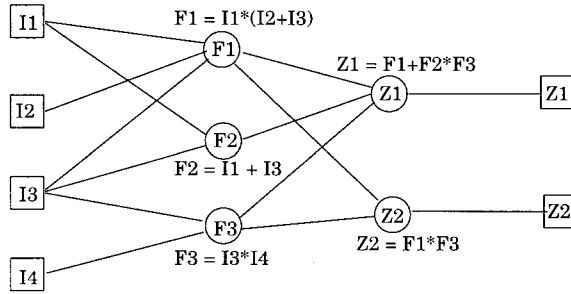 F1 = I1*(I2+I3)
I1
F1
Z1 = F1+F2*F3
I2
Z1
Z1
F2
F2 = I1 + I3
I3
F3
Z2
Z2
Z2 = F1*F3
F3 = I3*I4
I4